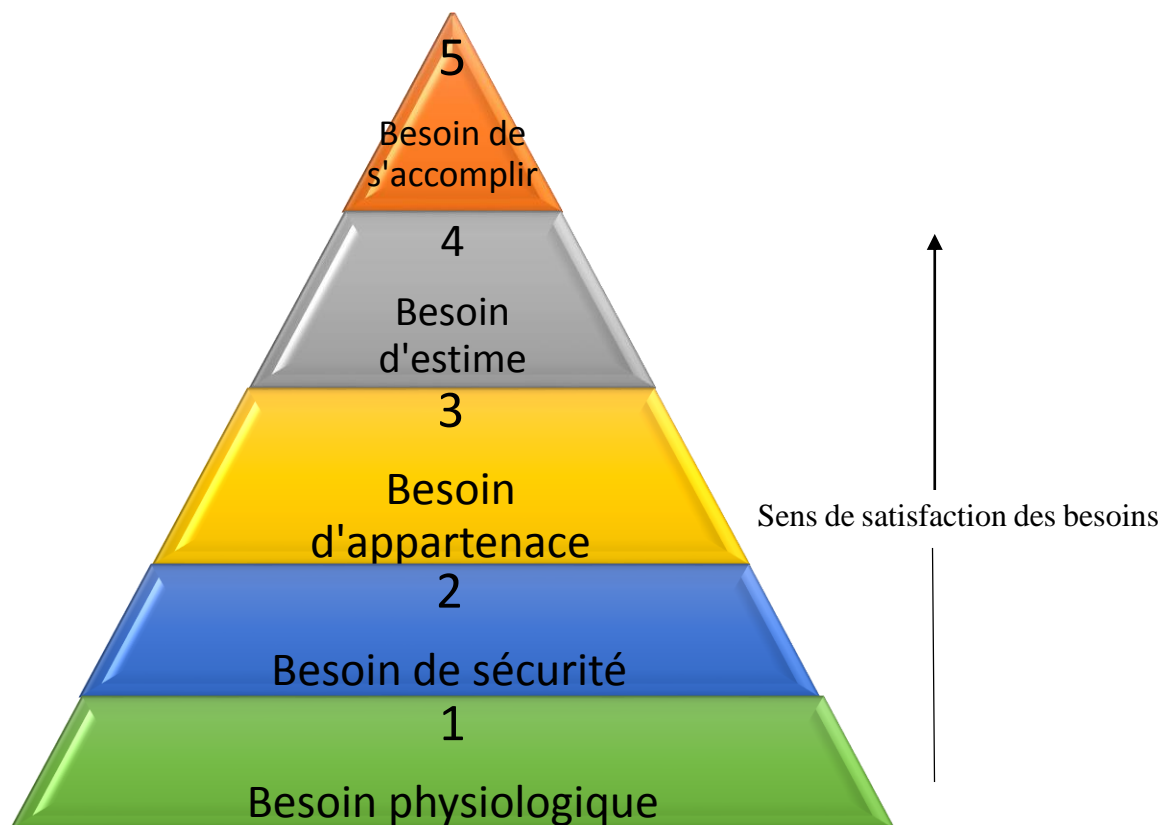 5
Besoin de
s'accomplir
4
Besoin
d'estime
3
Besoin
d'appartenace
2
Besoin de sécurité
1
Besoin physiologique
Sens de satisfaction des besoins